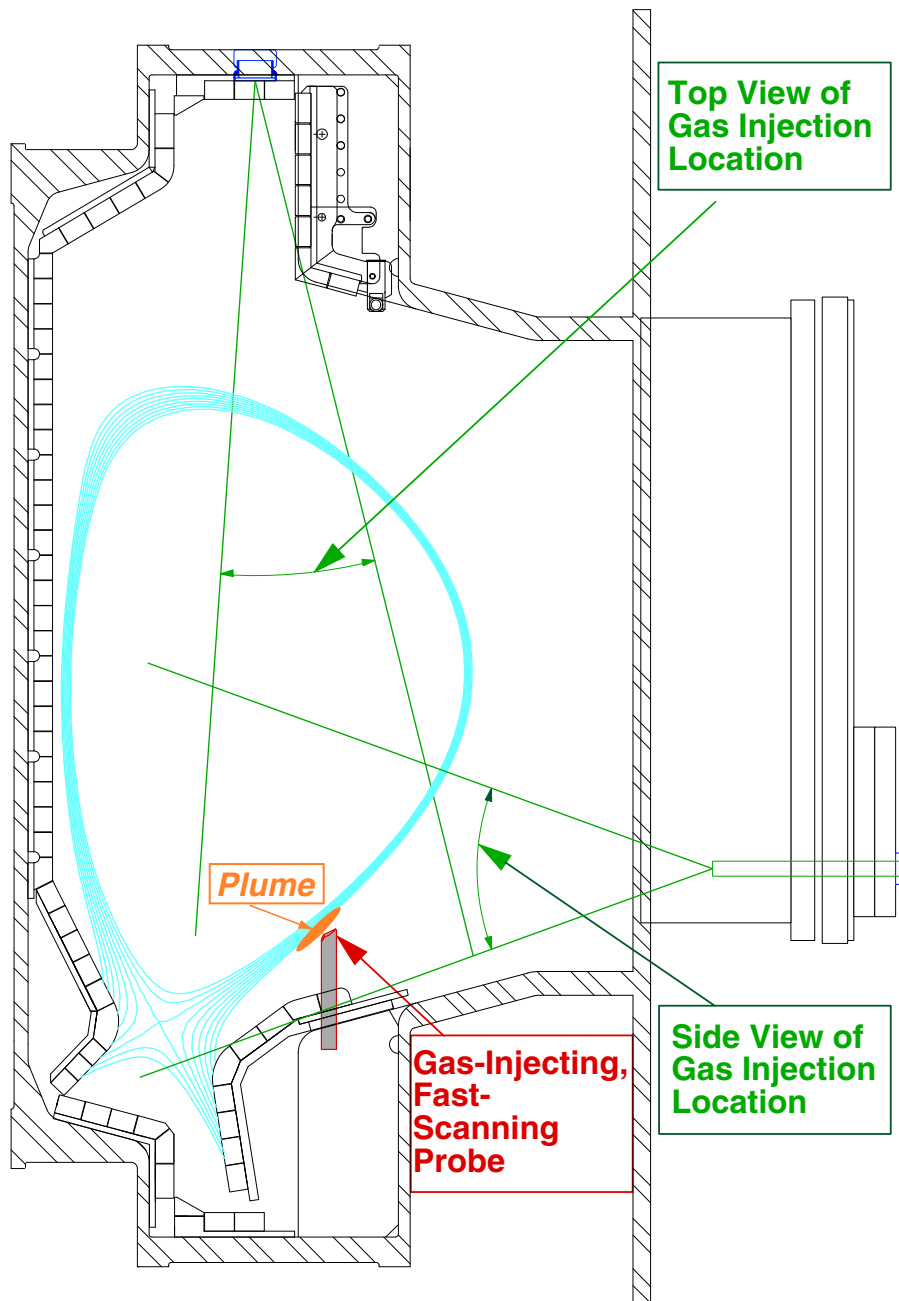 Top View of
Gas Injection
Location
Plume
Gas-Injecting,
Fast-
Scanning
Probe
Side View of
Gas Injection
Location